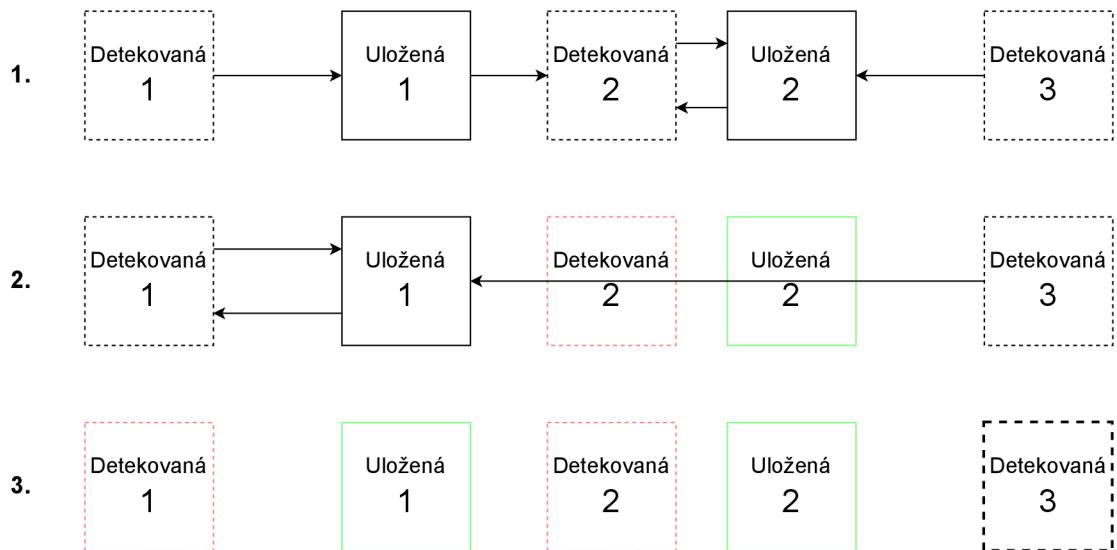 1.
Detekovaná
1
Uložená
1
Detekovaná
2
Uložená
2
Detekovaná
3
2.
Detekovaná
1
Uložená
1
Detekovaná
2
Uložená
2
Detekovaná
3
3.
Detekovaná
1
Uložená
1
Detekovaná
2
Uložená
2
Detekovaná
3